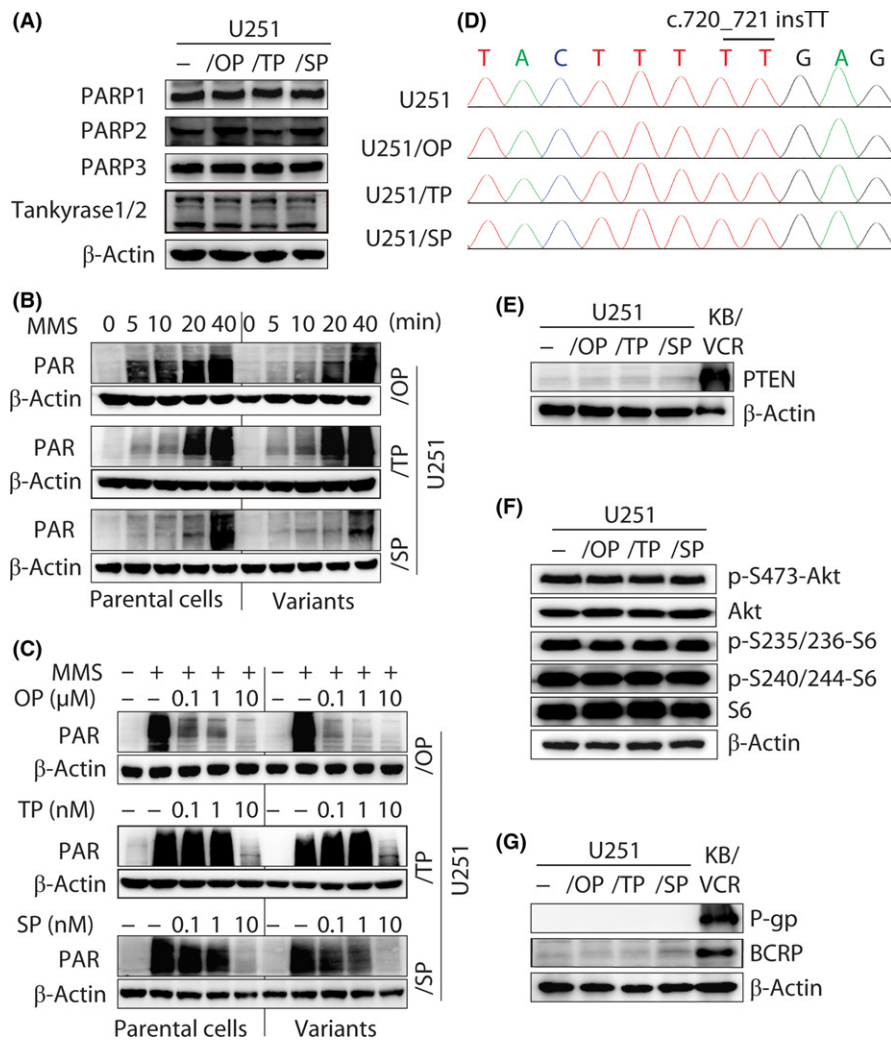 (A)
U251
– /OP /TP /SP
PARP1
PARP2
PARP3
Tankyrase1/2
β-Actin
(B)
MMS 0 5 10 20 40 0 5 10 20 40 (min)
PAR
β-Actin
/OP
PAR
β-Actin
/TP
PAR
β-Actin
/SP
U251
Parental cells Variants
(C)
MMS – + + + + – + + + +
OP (µM) – – 0.1 1 10 – – 0.1 1 10
PAR
β-Actin
/OP
TP (nM) – – 0.1 1 10 – – 0.1 1 10
PAR
β-Actin
/TP
SP (nM) – – 0.1 1 10 – – 0.1 1 10
PAR
β-Actin
/SP
U251
Parental cells Variants
(D)
c.720_721 insTT
T A C T T T T T G A G
U251
U251/OP
U251/TP
U251/SP
(E)
U251
– /OP /TP /SP
KB/
VCR
PTEN
β-Actin
(F)
U251
– /OP /TP /SP
p-S473-Akt
Akt
p-S235/236-S6
p-S240/244-S6
S6
β-Actin
(G)
U251
– /OP /TP /SP
KB/
VCR
P-gp
BCRP
β-Actin